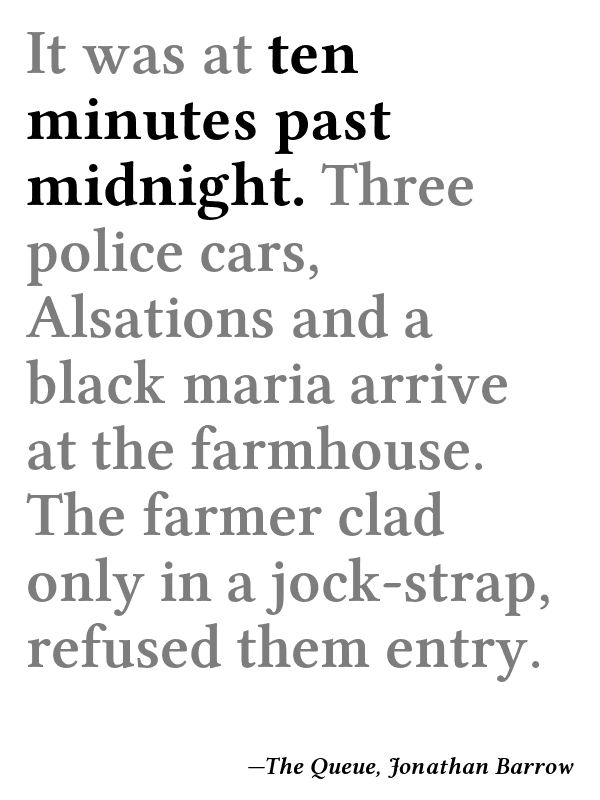 It was at ten
minutes past
midnight. Three
police cars,
Alsations and a
black maria arrive
at the farmhouse.
The farmer clad
only in a jock-strap,
refused them entry.
—The Queue, Jonathan Barrow